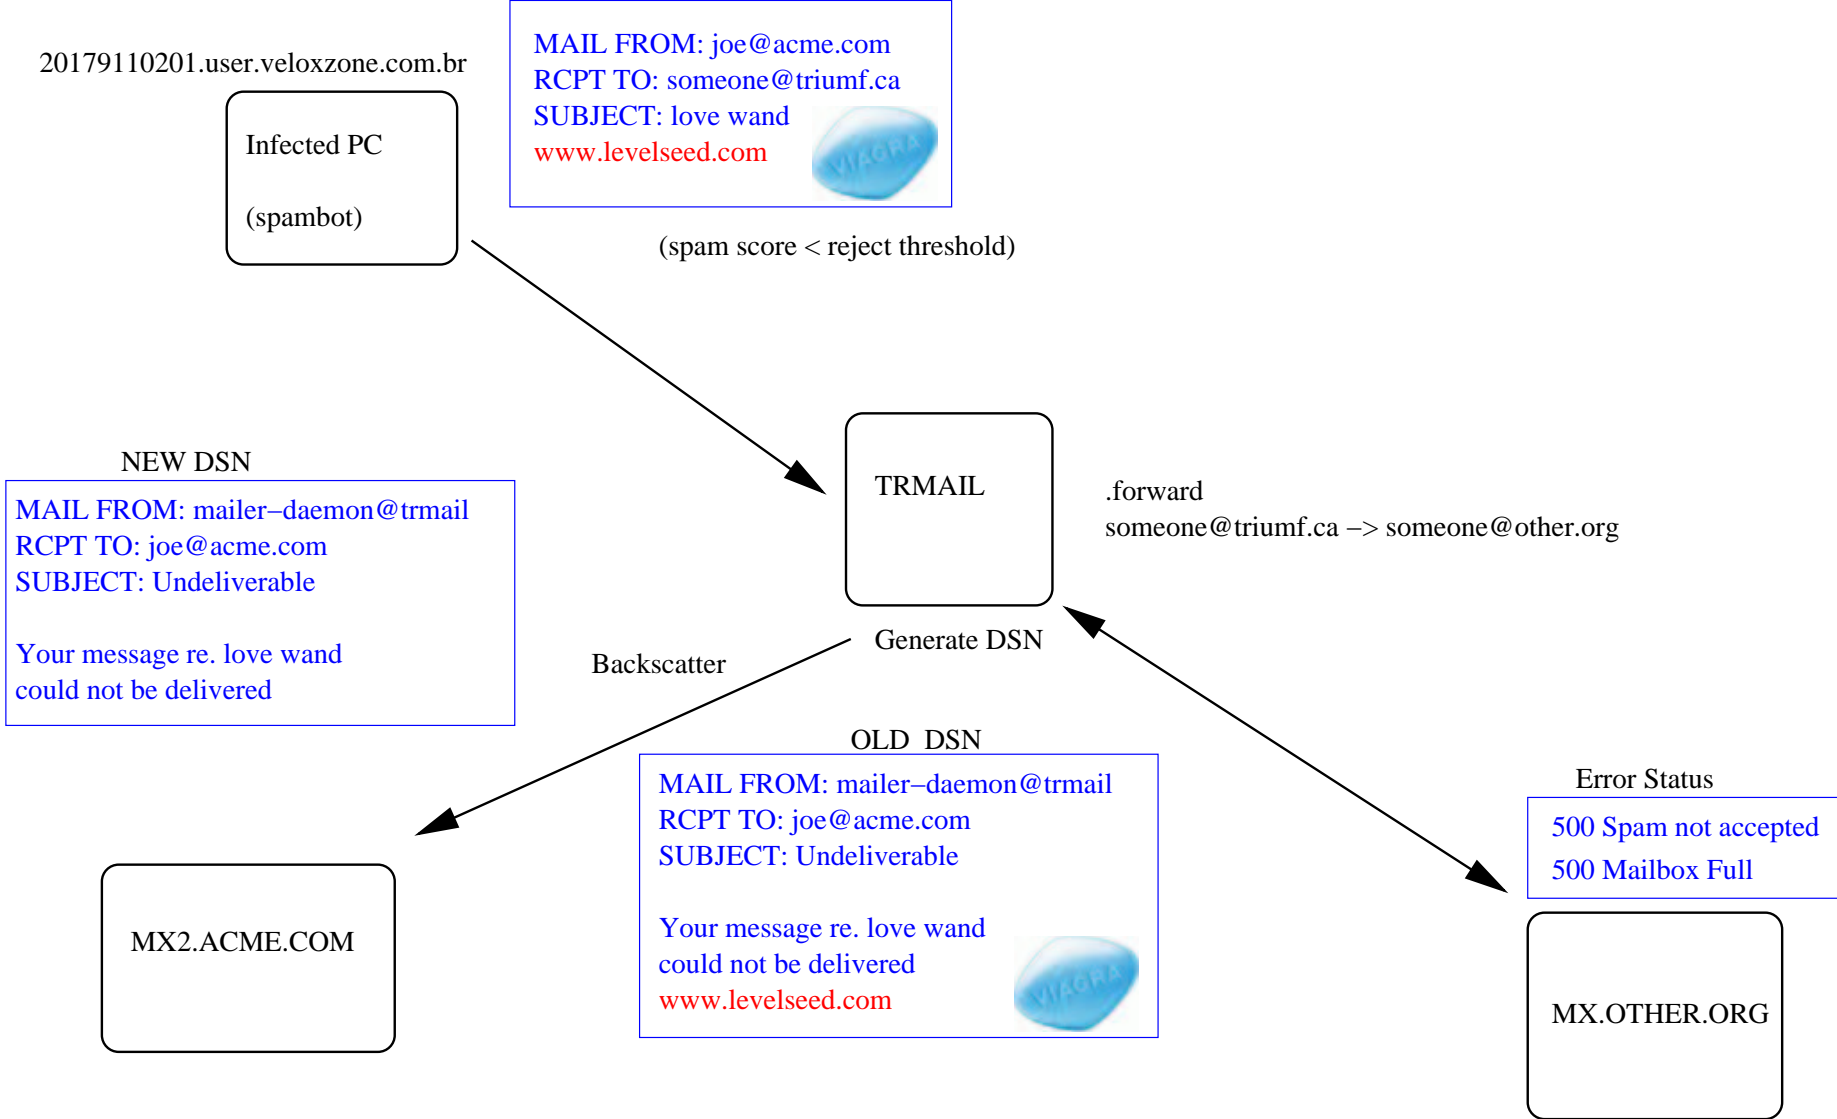 20179110201.user.veloxzone.com.br
Infected PC
(spambot)
MAIL FROM: joe@acme.com
RCPT TO: someone@triumf.ca
SUBJECT: love wand
www.levelseed.com
VIAGRA
(spam score < reject threshold)
NEW DSN
MAIL FROM: mailer−daemon@trmail
RCPT TO: joe@acme.com
SUBJECT: Undeliverable
Your message re. love wand
could not be delivered
TRMAIL
.forward
someone@triumf.ca −> someone@other.org
Generate DSN
Backscatter
OLD DSN
MAIL FROM: mailer−daemon@trmail
RCPT TO: joe@acme.com
SUBJECT: Undeliverable
Your message re. love wand
could not be delivered
www.levelseed.com
VIAGRA
Error Status
500 Spam not accepted
500 Mailbox Full
MX2.ACME.COM
MX.OTHER.ORG